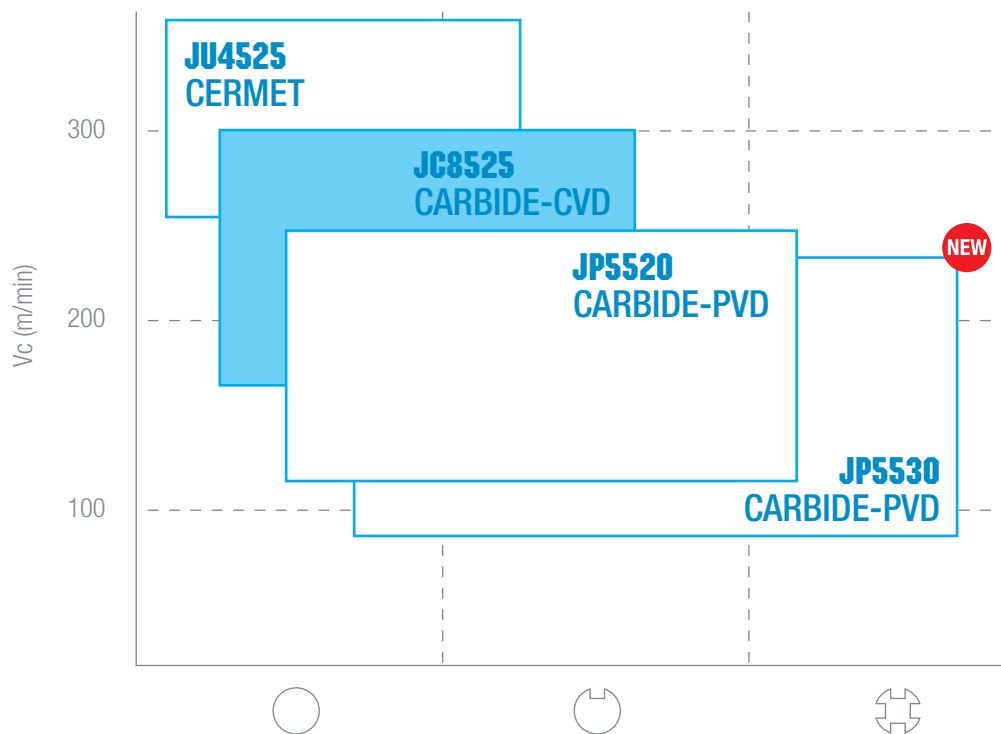 JU4525
CERMET
300
JC8525
CARBIDE-CVD
NEW
JP5520
CARBIDE-PVD
200
Vc (m/min)
JP5530
CARBIDE-PVD
100